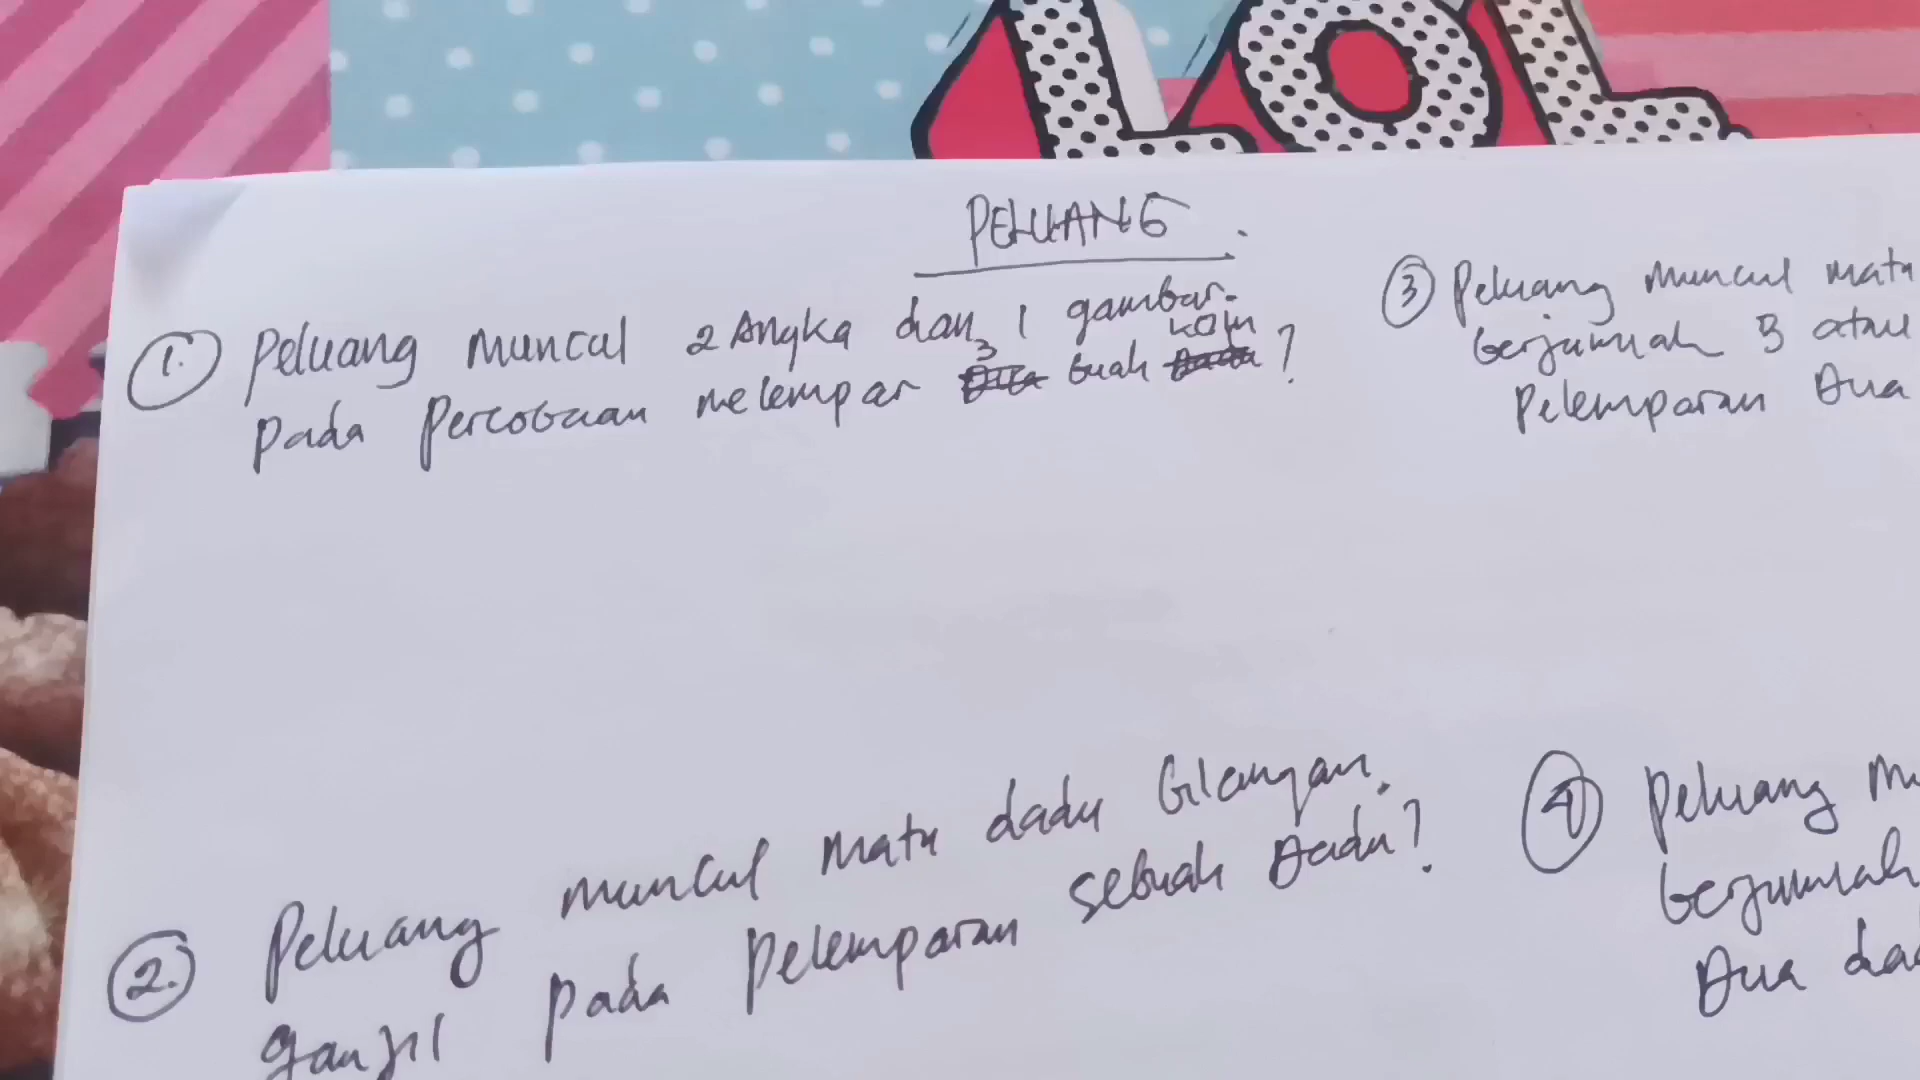 LOL
PELUANG.
1. Peluang muncul 2 Angka dan 1 gambar
pada percobaan melempar 3 buah koin?
2. Peluang muncul mata dadu bilangan
ganjil pada pelemparan sebuah dadu?
3 Peluang muncul mata
berjumlah 3 atau
Pelemparan Dua
4 Peluang mu
berjumlah
Dua da